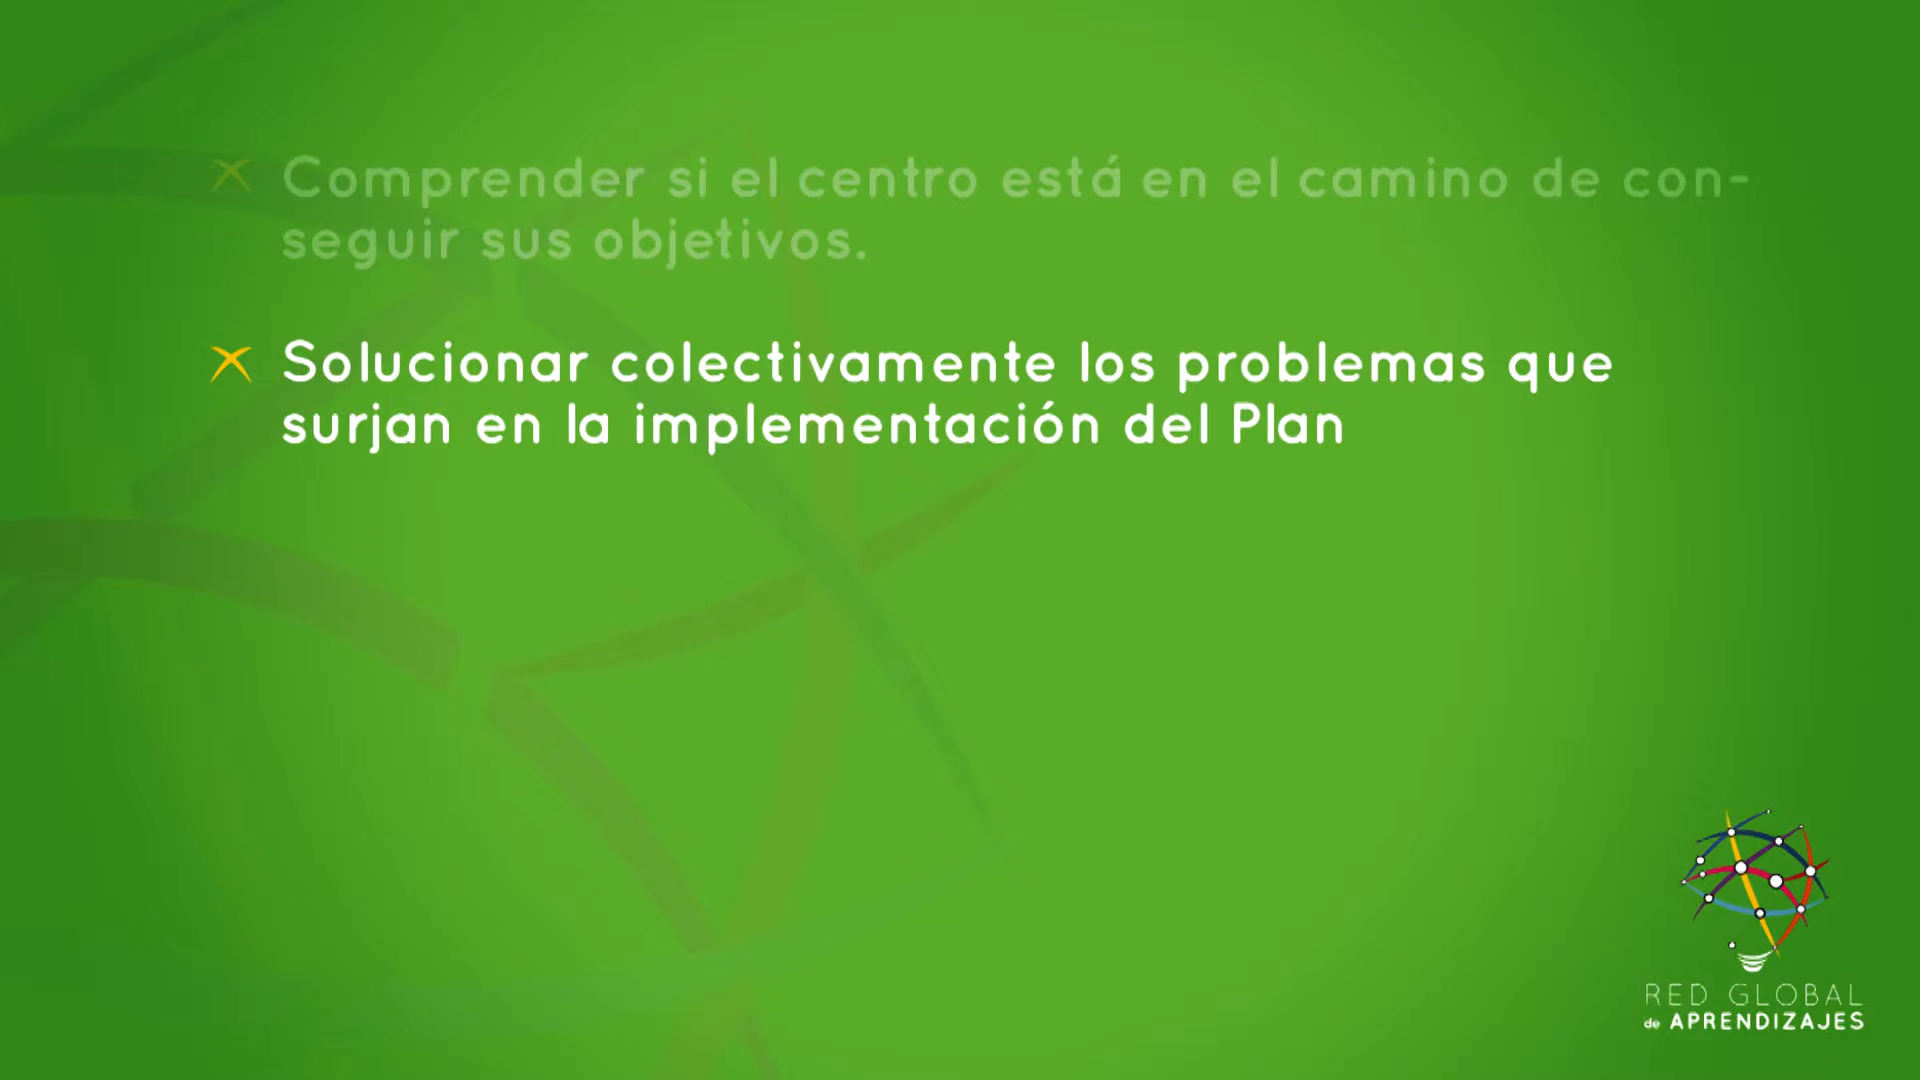 Comprender si el centro está en el camino de con-
seguir sus objetivos.
Solucionar colectivamente los problemas que
surjan en la implementación del Plan
RED GLOBAL
de APRENDIZAJES